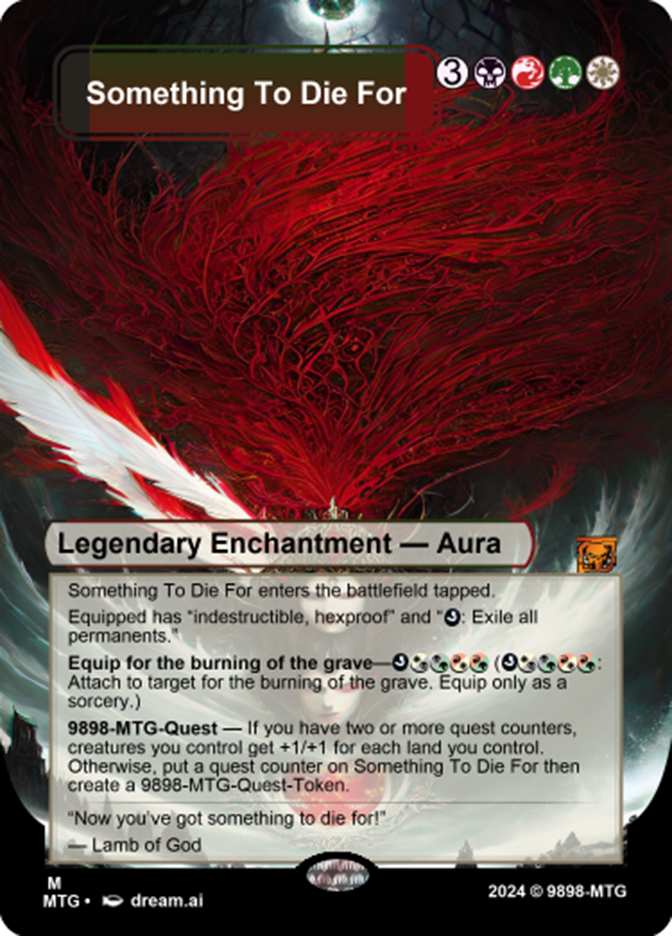 Something To Die For 3
Legendary Enchantment — Aura
Something To Die For enters the battlefield tapped.
Equipped has “indestructible, hexproof” and “: Exile all
permanents.”
Equip for the burning of the grave— (:
Attach to target for the burning of the grave. Equip only as a
sorcery.)
9898-MTG-Quest — If you have two or more quest counters,
creatures you control get +1/+1 for each land you control.
Otherwise, put a quest counter on Something To Die For then
create a 9898-MTG-Quest-Token.
“Now you’ve got something to die for!”
— Lamb of God
M
MTG • dream.ai
2024 © 9898-MTG